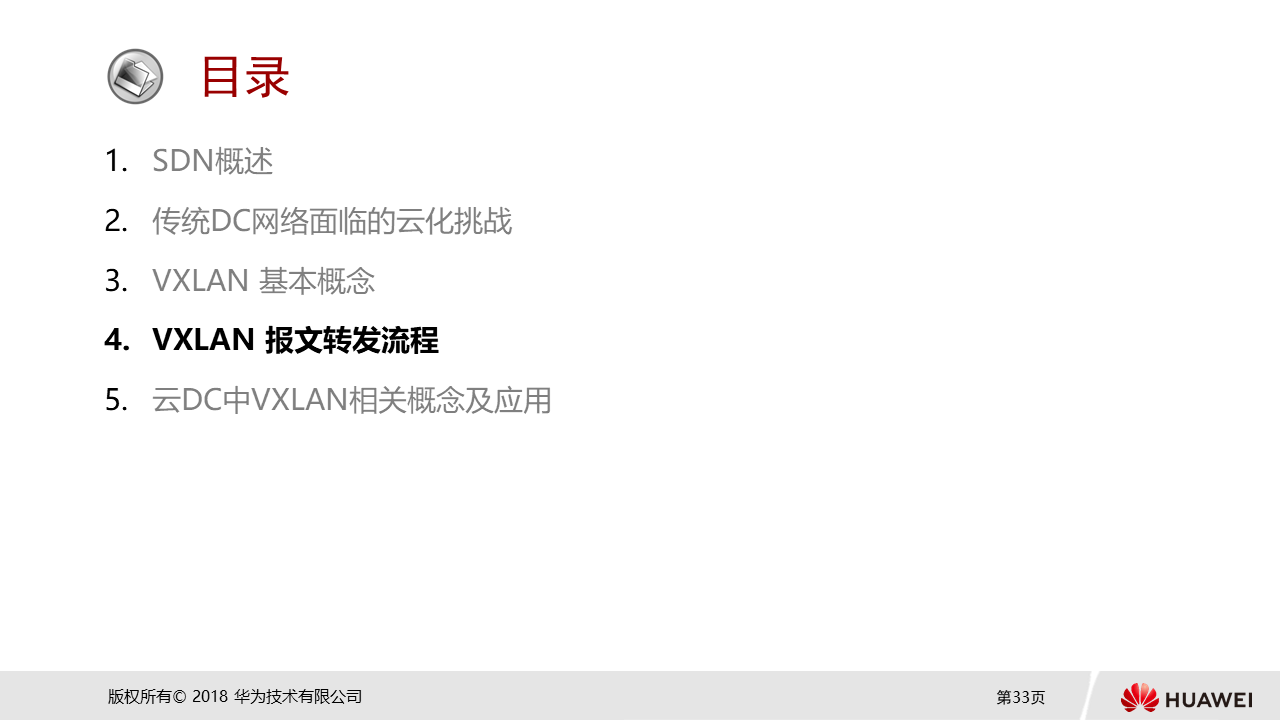 目录
1. SDN概述
2. 传统DC网络面临的云化挑战
3. VXLAN 基本概念
4. VXLAN 报文转发流程
5. 云DC中VXLAN相关概念及应用
版权所有© 2018 华为技术有限公司
第33页
HUAWEI